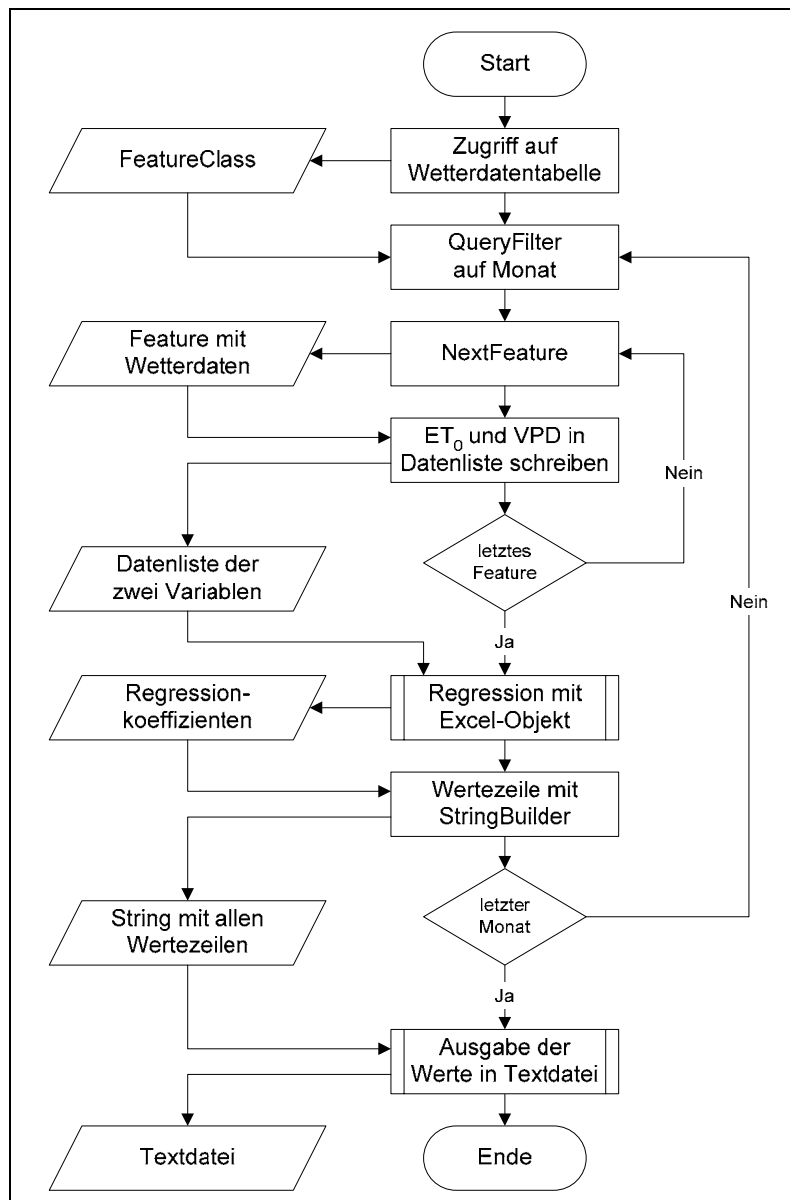 Start
FeatureClass
Zugriff auf
Wetterdatentabelle
QueryFilter
auf Monat
Feature mit
Wetterdaten
NextFeature
ET₀ und VPD in
Datenliste schreiben
Nein
letztes
Feature
Datenliste der
zwei Variablen
Nein
Ja
Regression-
koeffizienten
Regression mit
Excel-Objekt
Wertezeile mit
StringBuilder
letzter
Monat
String mit allen
Wertezeilen
Ja
Ausgabe der
Werte in Textdatei
Textdatei
Ende